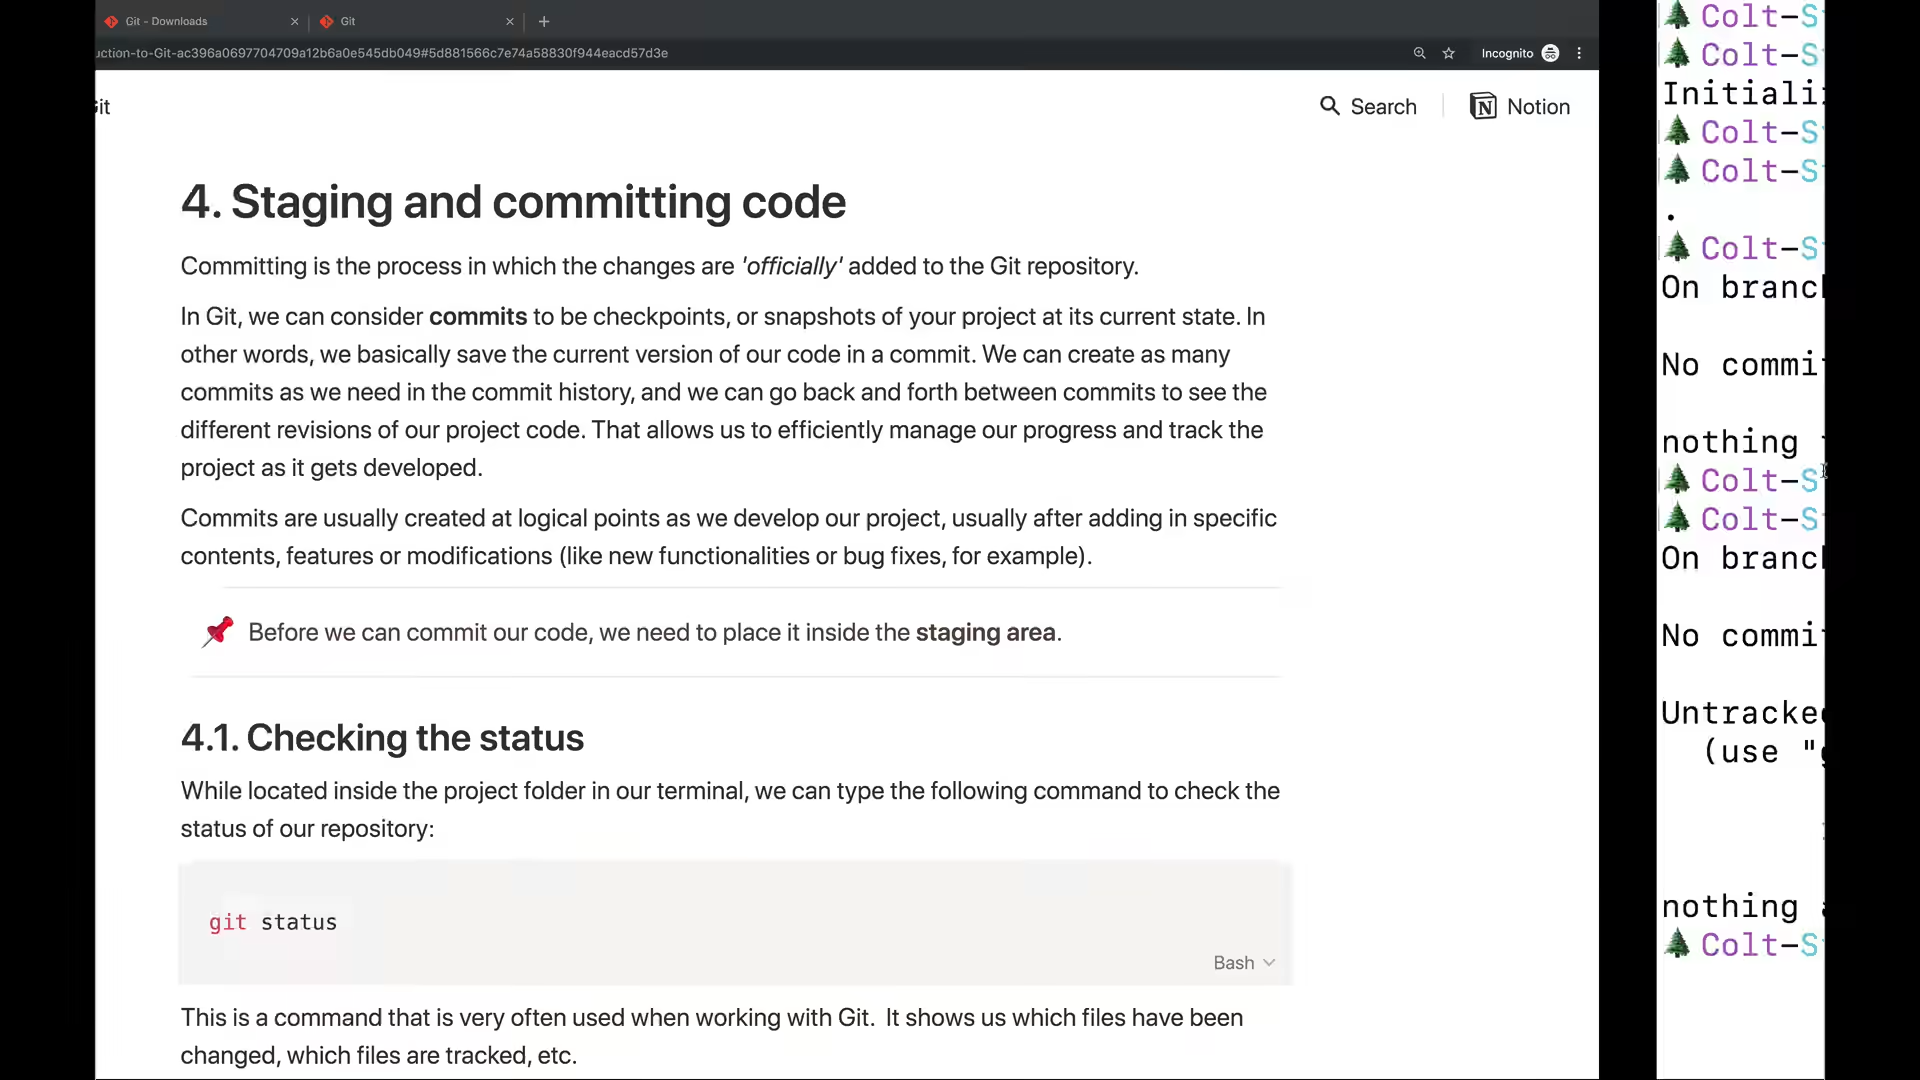 Git - Downloads
Git
uction-to-Git-ac396a0697704709a12b6a0e545db049#5d881566c7e74a58830f944eacd57d3e
Incognito
Git
Search
Notion
4. Staging and committing code
Committing is the process in which the changes are 'officially' added to the Git repository.
In Git, we can consider commits to be checkpoints, or snapshots of your project at its current state. In
other words, we basically save the current version of our code in a commit. We can create as many
commits as we need in the commit history, and we can go back and forth between commits to see the
different revisions of our project code. That allows us to efficiently manage our progress and track the
project as it gets developed.
Commits are usually created at logical points as we develop our project, usually after adding in specific
contents, features or modifications (like new functionalities or bug fixes, for example).
Before we can commit our code, we need to place it inside the staging area.
4.1. Checking the status
While located inside the project folder in our terminal, we can type the following command to check the
status of our repository:
git status
Bash
This is a command that is very often used when working with Git.  It shows us which files have been
changed, which files are tracked, etc.
Colt-S
Colt-S
Initiali
Colt-S
Colt-S
.
Colt-S
On branc
No commi
nothing
Colt-S
Colt-S
On branc
No commi
Untracke
(use "
nothing
Colt-S